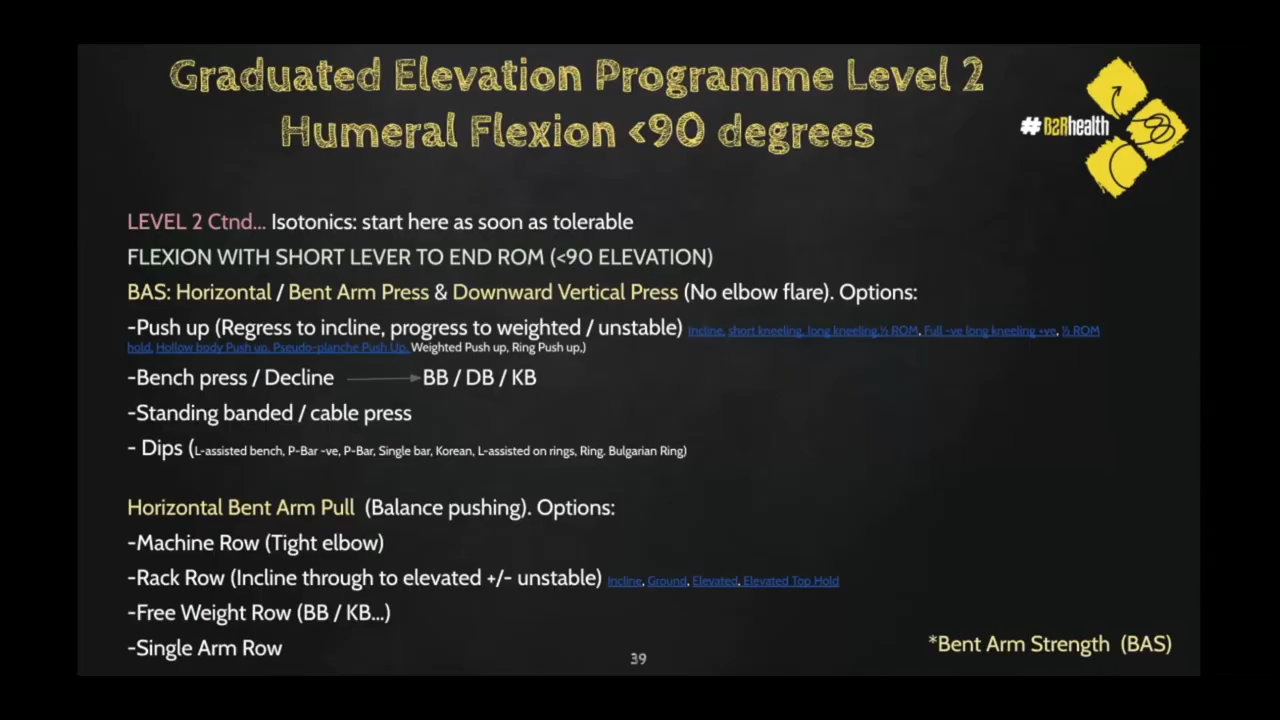 Graduated Elevation Programme Level 2
Humeral Flexion <90 degrees
#B2Rhealth
LEVEL 2 Ctnd... Isotonics: start here as soon as tolerable
FLEXION WITH SHORT LEVER TO END ROM (<90 ELEVATION)
BAS: Horizontal / Bent Arm Press & Downward Vertical Press (No elbow flare). Options:
-Push up (Regress to incline, progress to weighted / unstable) Incline, short kneeling, long kneeling,½ ROM, Full -ve long kneeling +ve, ½ ROM
hold, Hollow body Push up, Pseudo-planche Push Up, Weighted Push up, Ring Push up,)
-Bench press / Decline BB / DB / KB
-Standing banded / cable press
- Dips (L-assisted bench, P-Bar -ve, P-Bar, Single bar, Korean, L-assisted on rings, Ring. Bulgarian Ring)
Horizontal Bent Arm Pull (Balance pushing). Options:
-Machine Row (Tight elbow)
-Rack Row (Incline through to elevated +/- unstable) Incline, Ground, Elevated, Elevated Top Hold
-Free Weight Row (BB / KB...)
-Single Arm Row
*Bent Arm Strength (BAS)
39